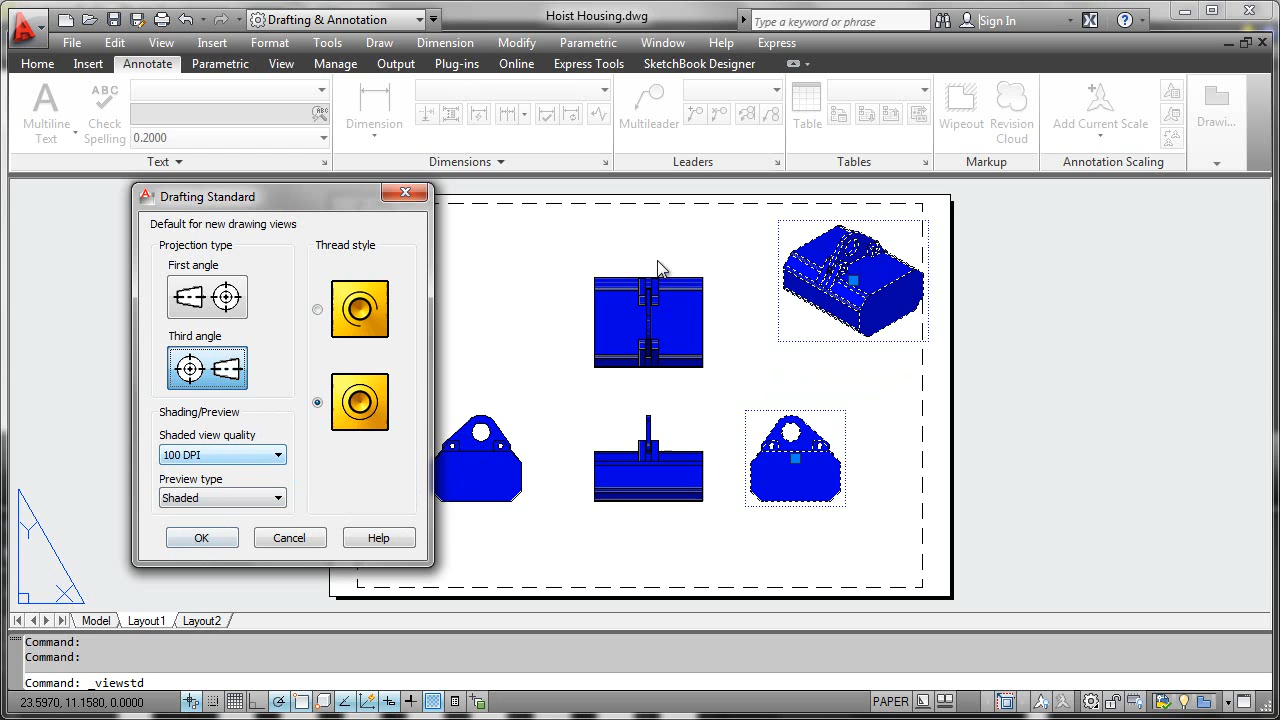 Drafting & Annotation
Hoist Housing.dwg
Type a keyword or phrase
Sign In
File Edit View Insert Format Tools Draw Dimension Modify Parametric Window Help Express
Home Insert Annotate Parametric View Manage Output Plug-ins Online Express Tools SketchBook Designer
Multiline Text
Check Spelling
0.2000
Dimension
Multileader
Table
Wipeout
Revision Cloud
Add Current Scale
Drawi...
Text
Dimensions
Leaders
Tables
Markup
Annotation Scaling
Drafting Standard
Default for new drawing views
Projection type
First angle
Third angle
Thread style
Shading/Preview
Shaded view quality
100 DPI
Preview type
Shaded
OK Cancel Help
Y
X
Model Layout1 Layout2
Command:
Command:
Command: _viewstd
23.5970, 11.1580, 0.0000
PAPER